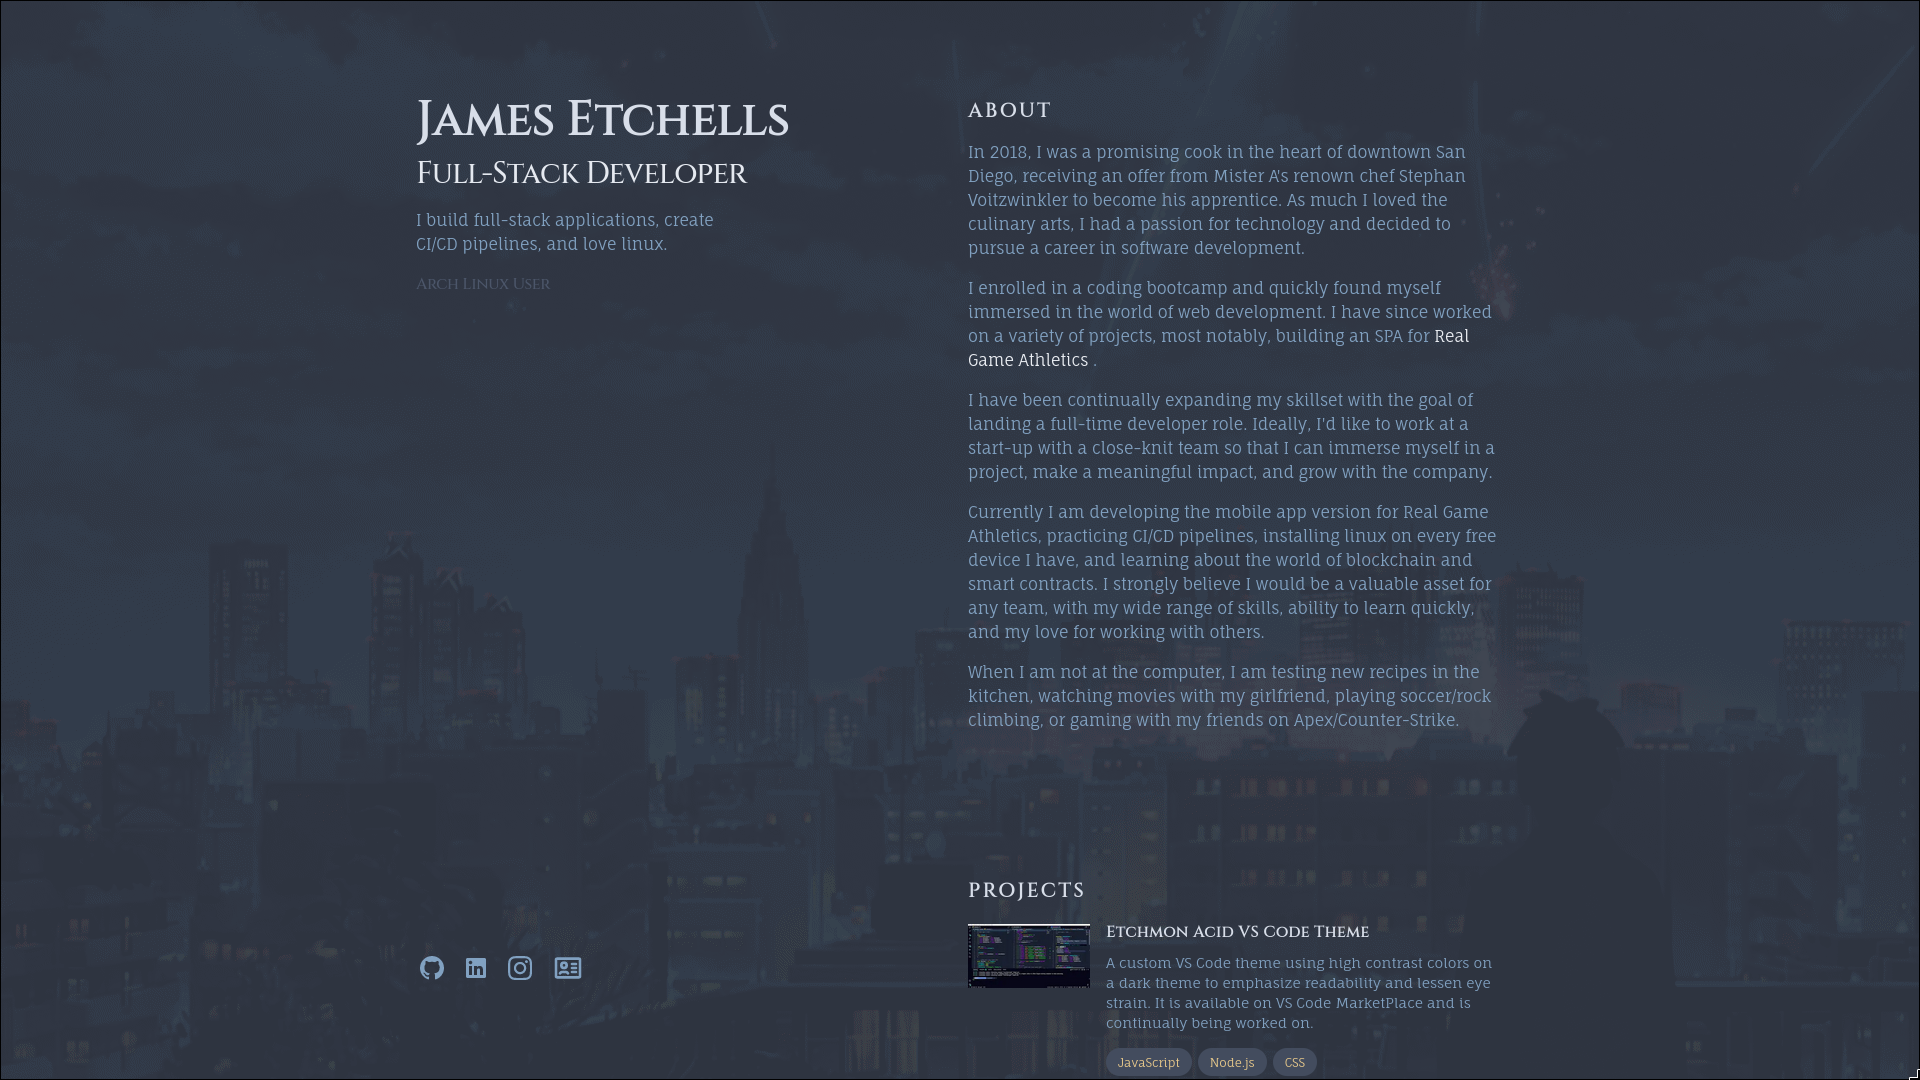 James Etchells
Full-Stack Developer
I build full-stack applications, create
CI/CD pipelines, and love linux.
Arch Linux User
ABOUT
In 2018, I was a promising cook in the heart of downtown San
Diego, receiving an offer from Mister A's renown chef Stephan
Voitzwinkler to become his apprentice. As much I loved the
culinary arts, I had a passion for technology and decided to
pursue a career in software development.
I enrolled in a coding bootcamp and quickly found myself
immersed in the world of web development. I have since worked
on a variety of projects, most notably, building an SPA for Real
Game Athletics .
I have been continually expanding my skillset with the goal of
landing a full-time developer role. Ideally, I'd like to work at a
start-up with a close-knit team so that I can immerse myself in a
project, make a meaningful impact, and grow with the company.
Currently I am developing the mobile app version for Real Game
Athletics, practicing CI/CD pipelines, installing linux on every free
device I have, and learning about the world of blockchain and
smart contracts. I strongly believe I would be a valuable asset for
any team, with my wide range of skills, ability to learn quickly,
and my love for working with others.
When I am not at the computer, I am testing new recipes in the
kitchen, watching movies with my girlfriend, playing soccer/rock
climbing, or gaming with my friends on Apex/Counter-Strike.
PROJECTS
Etchmon Acid VS Code Theme
A custom VS Code theme using high contrast colors on
a dark theme to emphasize readability and lessen eye
strain. It is available on VS Code MarketPlace and is
continually being worked on.
JavaScript Node.js CSS